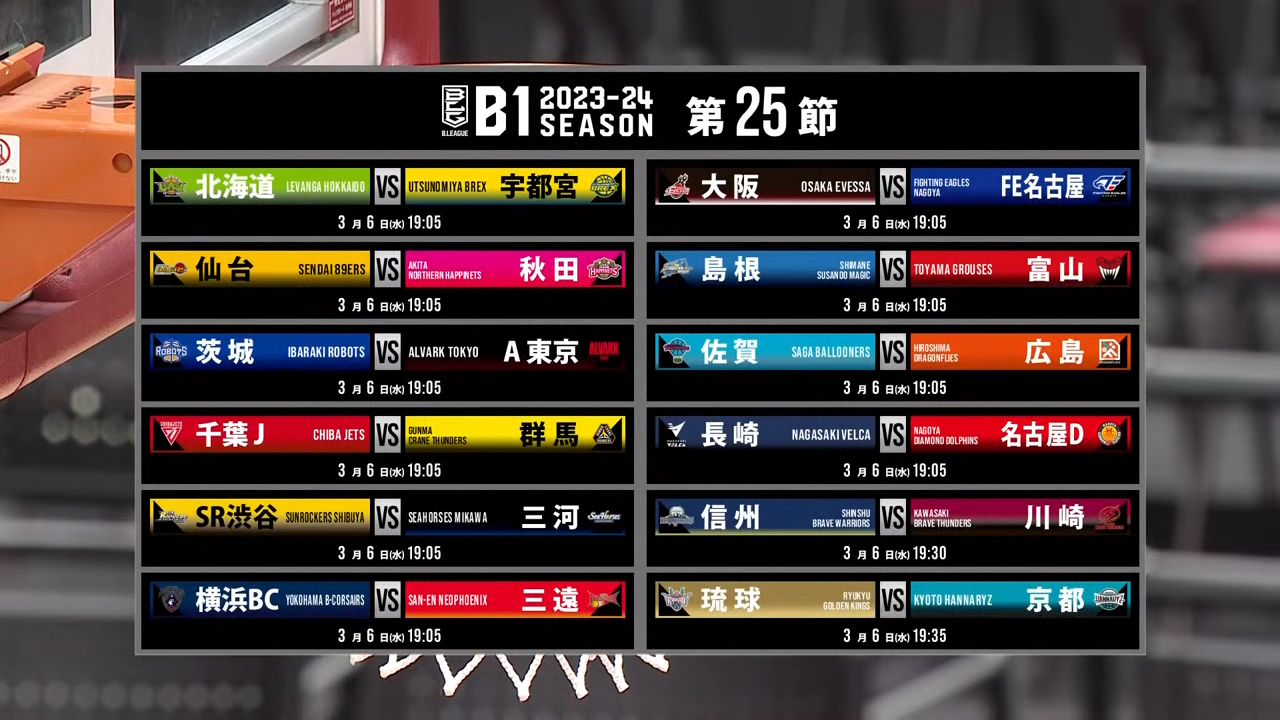 B.LEAGUE B1 2023-24 SEASON 第25節
北海道 LEVANGA HOKKAIDO VS UTSUNOMIYA BREX 宇都宮
3月6日(水)19:05
仙台 SENDAI 89ERS VS AKITA NORTHERN HAPPINETS 秋田
3月6日(水)19:05
茨城 IBARAKI ROBOTS VS ALVARK TOKYO A東京
3月6日(水)19:05
千葉J CHIBA JETS VS GUNMA CRANE THUNDERS 群馬
3月6日(水)19:05
SR渋谷 SUNROCKERS SHIBUYA VS SEAHORSES MIKAWA 三河
3月6日(水)19:05
横浜BC YOKOHAMA B-CORSAIRS VS SAN-EN NEOPHOENIX 三遠
3月6日(水)19:05
大阪 OSAKA EVESSA VS FIGHTING EAGLES NAGOYA FE名古屋
3月6日(水)19:05
島根 SHIMANE SUSANOO MAGIC VS TOYAMA GROUSES 富山
3月6日(水)19:05
佐賀 SAGA BALLOONERS VS HIROSHIMA DRAGONFLIES 広島
3月6日(水)19:05
長崎 NAGASAKI VELCA VS NAGOYA DIAMOND DOLPHINS 名古屋D
3月6日(水)19:05
信州 SHINSHU BRAVE WARRIORS VS KAWASAKI BRAVE THUNDERS 川崎
3月6日(水)19:30
琉球 RYUKYU GOLDEN KINGS VS KYOTO HANNARYZ 京都
3月6日(水)19:35